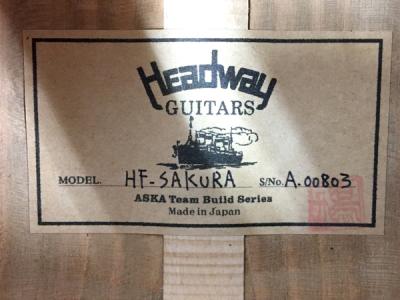 Headway
GUITARS
MODEL. HF-SAKURA S/No. A.00803
ASKA Team Build Series
Made in Japan